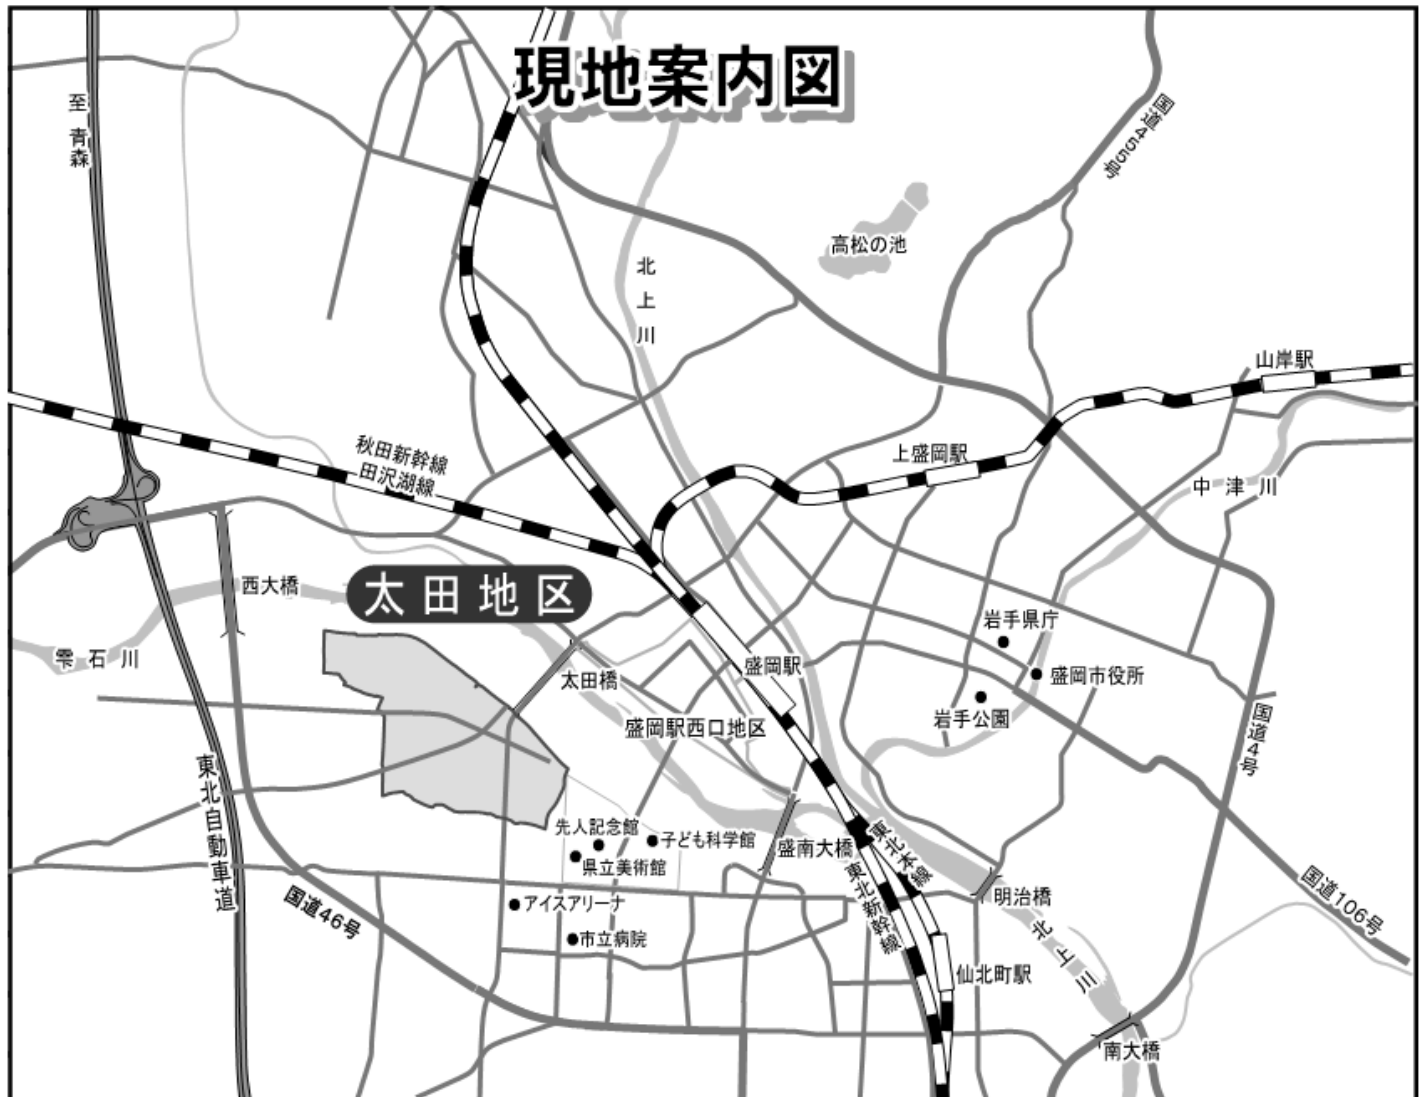 現地案内図
至 青森
国道455号
高松の池
北上川
山岸駅
上盛岡駅
秋田新幹線
田沢湖線
中津川
西大橋
太田地区
雫石川
太田橋
盛岡駅
岩手県庁
盛岡市役所
岩手公園
盛岡駅西口地区
国道4号
東北自動車道
先人記念館
子ども科学館
県立美術館
盛南大橋
東北本線
東北新幹線
明治橋
国道106号
国道46号
アイスアリーナ
市立病院
北上川
仙北町駅
南大橋